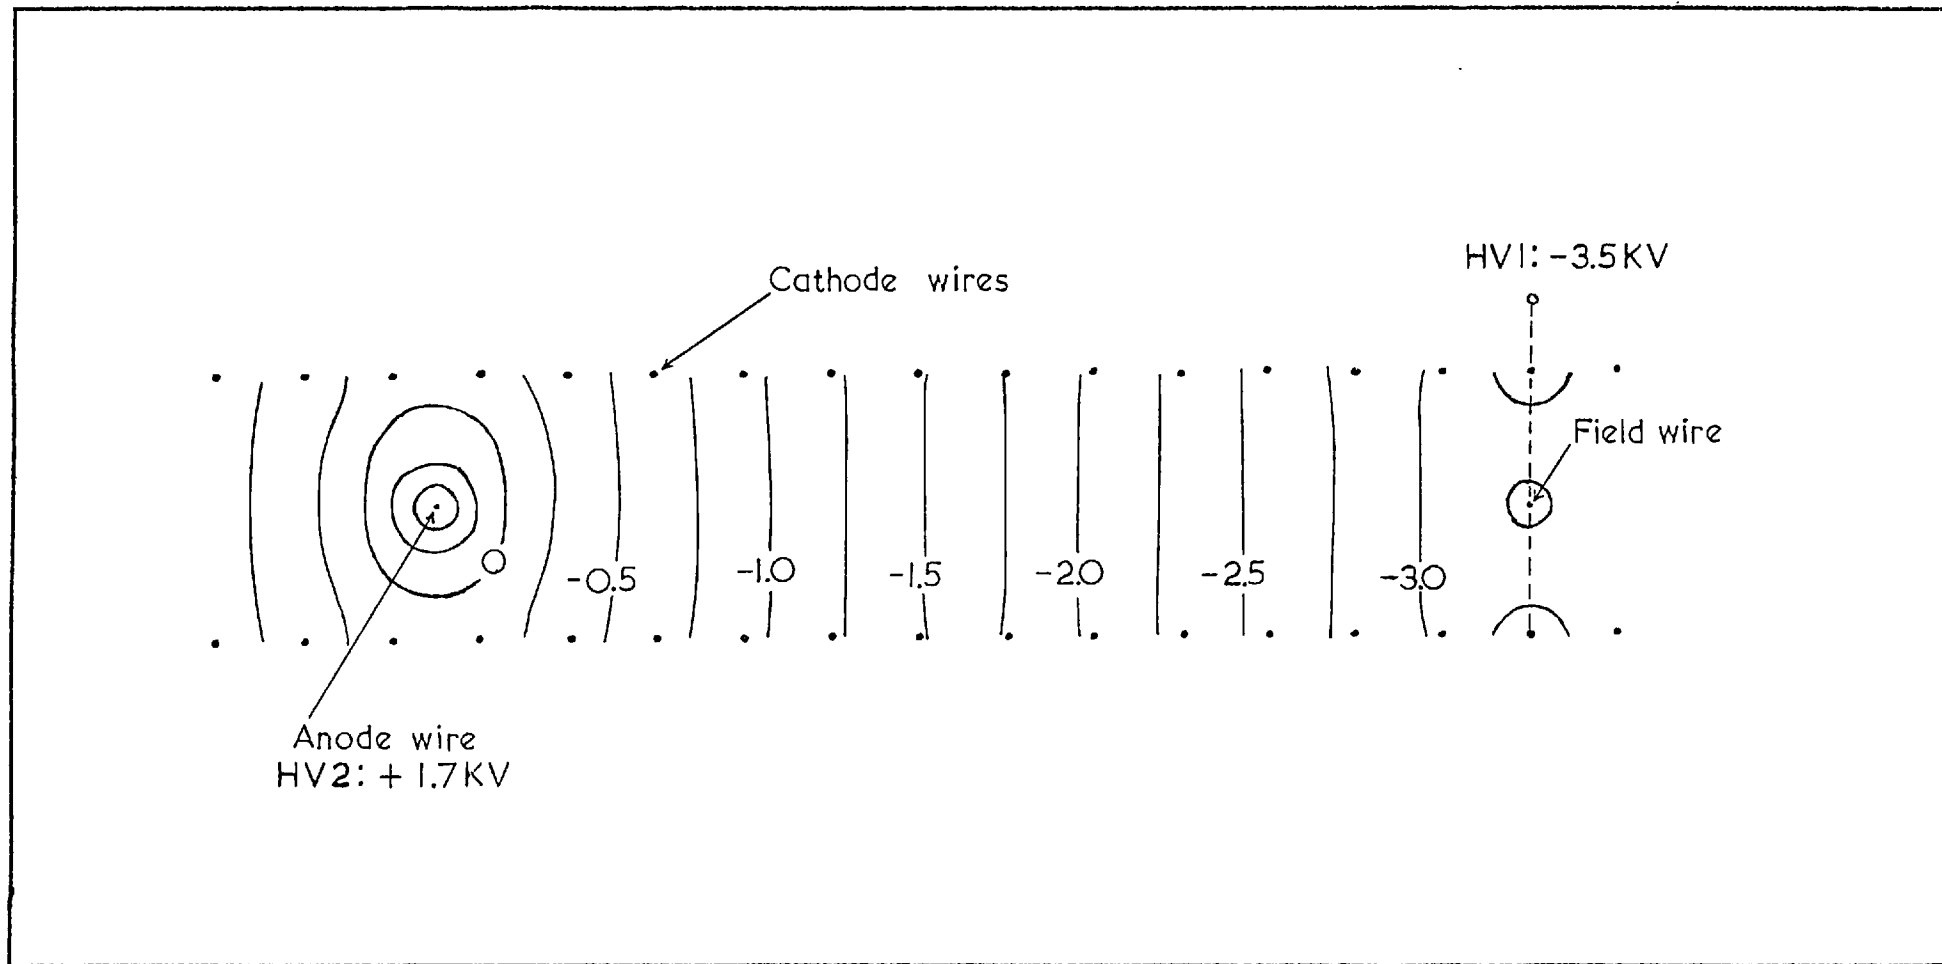 HV1: -3.5KV
Cathode wires
Field wire
0
-0.5 -1.0 -1.5 -2.0 -2.5 -3.0
Anode wire
HV2: + 1.7KV